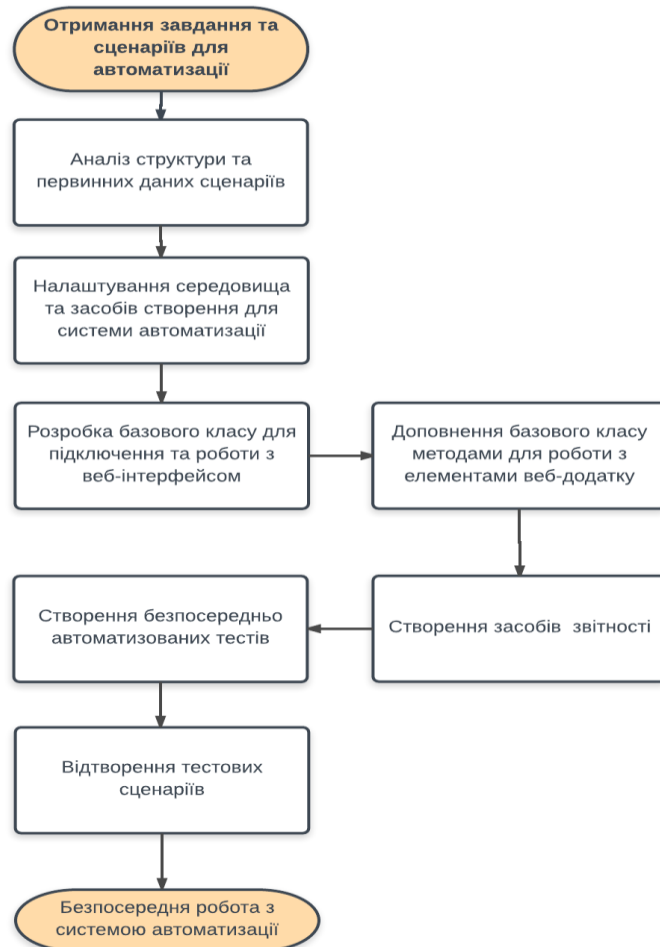 Отримання завдання та
сценаріїв для
автоматизації
Аналіз структури та
первинних даних сценаріїв
Налаштування середовища
та засобів створення для
системи автоматизації
Розробка базового класу для
підключення та роботи з
веб-інтерфейсом
Доповнення базового класу
методами для роботи з
елементами веб-додатку
Створення засобів звітності
Створення безпосередньо
автоматизованих тестів
Відтворення тестових
сценаріїв
Безпосередня робота з
системою автоматизації